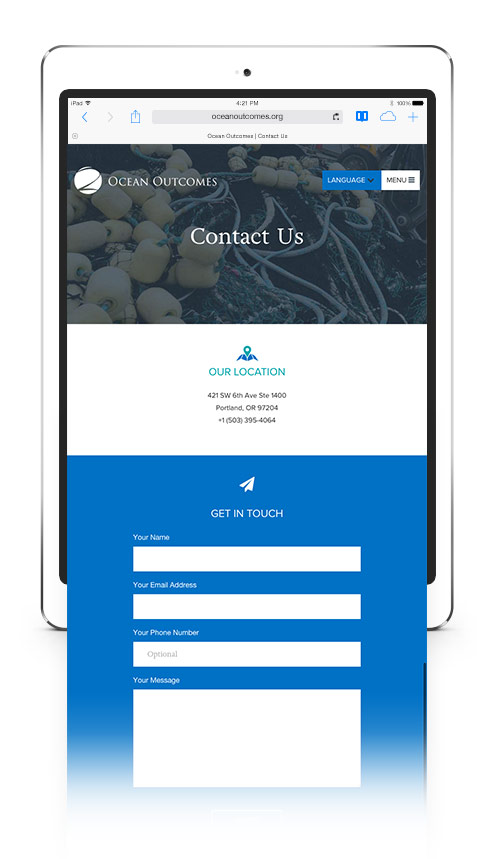 iPad 4:21 PM 100%
oceanoutcomes.org
Ocean Outcomes | Contact Us
OCEAN OUTCOMES LANGUAGE MENU
Contact Us
OUR LOCATION
421 SW 6th Ave Ste 1400
Portland, OR 97204
+1 (503) 395-4064
GET IN TOUCH
Your Name
Your Email Address
Your Phone Number
Optional
Your Message